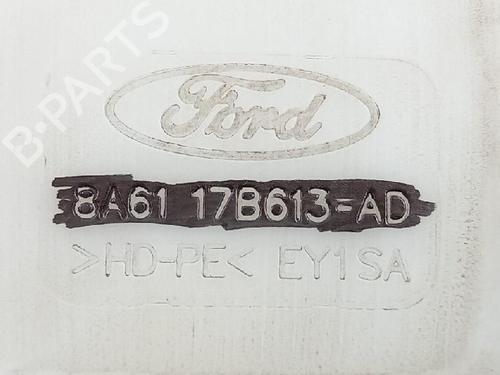 B-PARTS
Ford
8A61 17B613-AD
>HD-PE< EY1SA